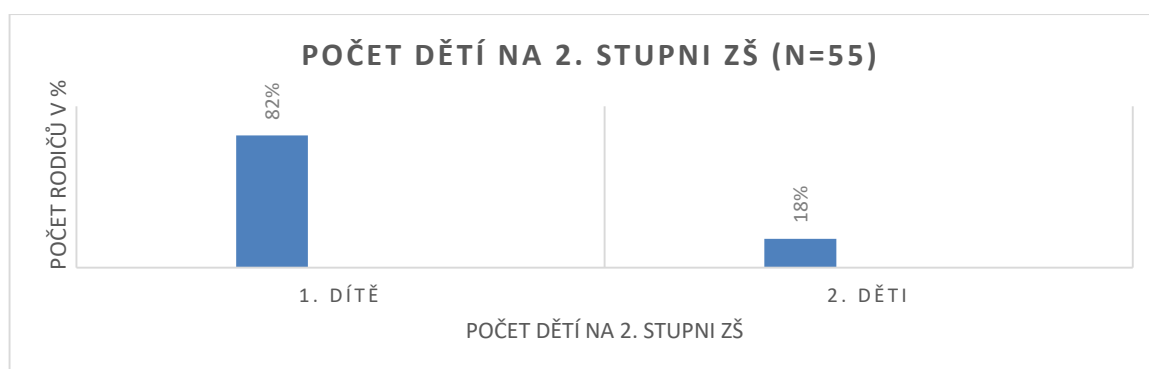 POČET DĚTÍ NA 2. STUPNI ZŠ (N=55)
POČET RODIČŮ V %
82%
18%
1. DÍTĚ
2. DĚTI
POČET DĚTÍ NA 2. STUPNI ZŠ